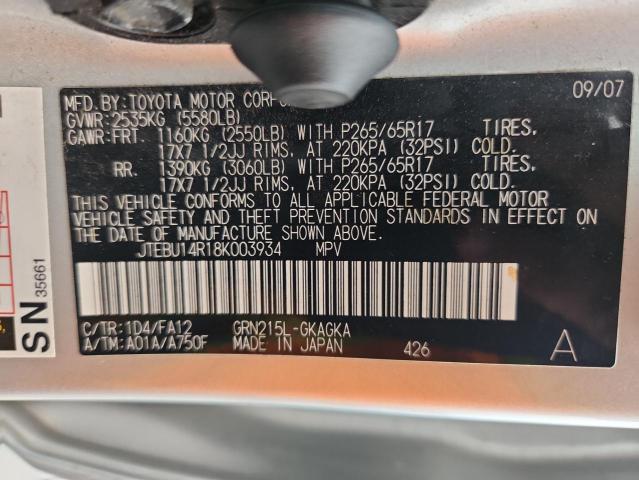 MFD. BY: TOYOTA MOTOR 09/07
GVWR: 2535KG (5580LB)
GAWR: FRT. 1160KG (2550LB) WITH P265/65R17 TIRES,
17X7 1/2JJ RIMS, AT 220KPA (32PSI) COLD.
RR. 1390KG (3060LB) WITH P265/65R17 TIRES,
17X7 1/2JJ RIMS, AT 220KPA (32PSI) COLD.
THIS VEHICLE CONFORMS TO ALL APPLICABLE FEDERAL MOTOR
VEHICLE SAFETY AND THEFT PREVENTION STANDARDS IN EFFECT ON
THE DATE OF MANUFACTURE SHOWN ABOVE.
JTEBU14R18K003934 MPV
C/TR: 1D4/FA12 GRN215L-GKAGKA
A/TM: A01A/A750F MADE IN JAPAN 426 A
SN 35661